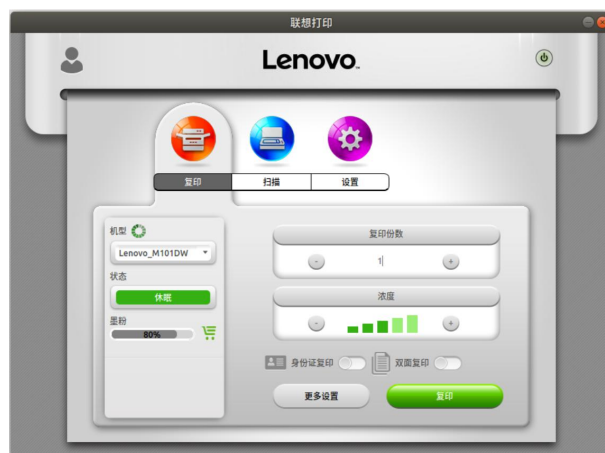 联想打印
Lenovo
复印
扫描
设置
机型
Lenovo_M101DW
状态
休眠
墨粉
80%
复印份数
- 1 +
浓度
- +
身份证复印
双面复印
更多设置
复印